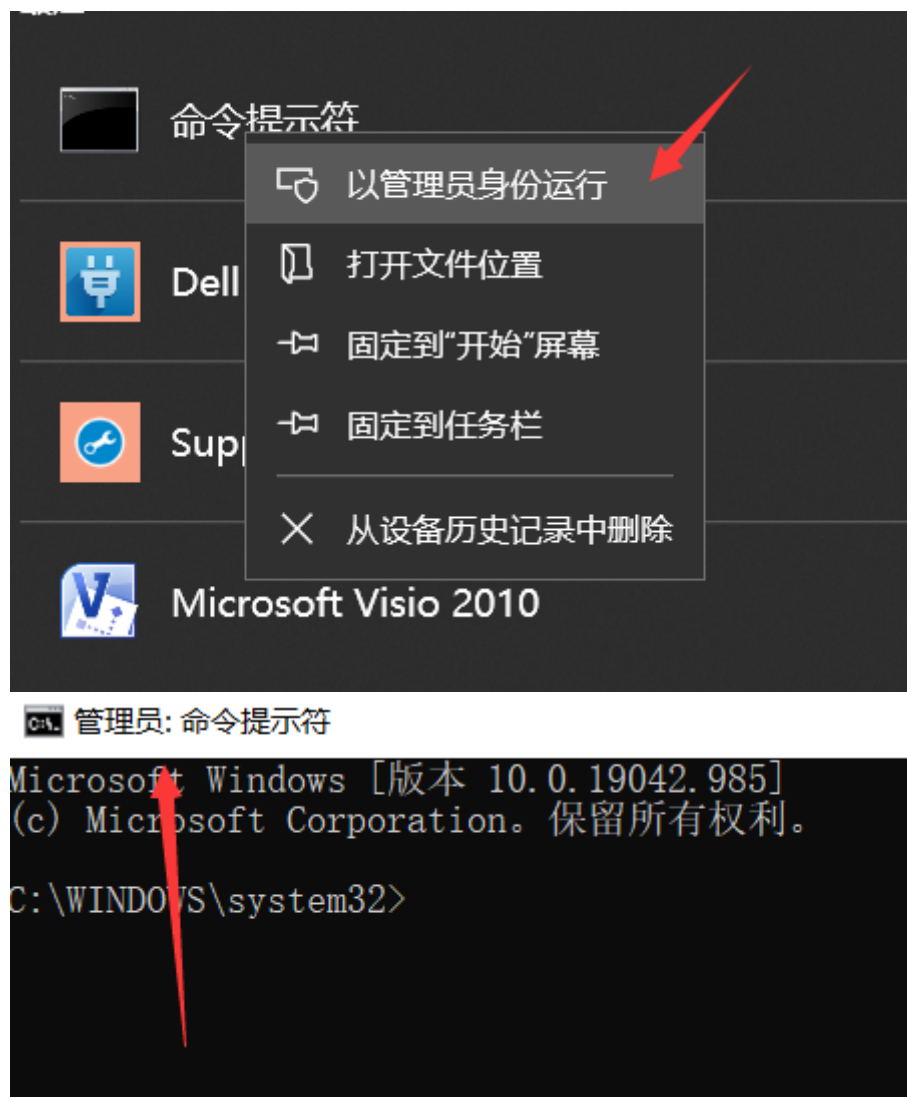 命令提示符
以管理员身份运行
Dell
打开文件位置
固定到"开始"屏幕
Supp
固定到任务栏
从设备历史记录中删除
Microsoft Visio 2010
管理员: 命令提示符
Microsoft Windows [版本 10.0.19042.985]
(c) Microsoft Corporation。保留所有权利。
C:\WINDOWS\system32>